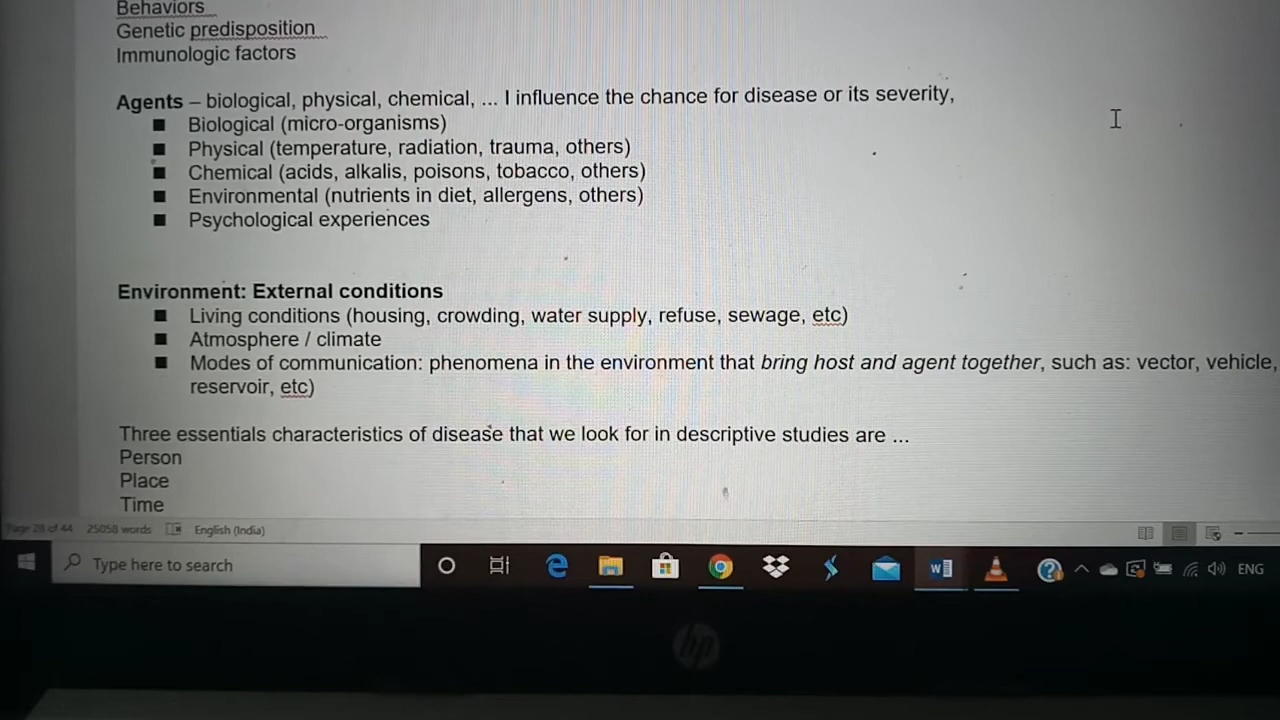 Behaviors
Genetic predisposition
Immunologic factors
Agents – biological, physical, chemical, ... I influence the chance for disease or its severity,
■ Biological (micro-organisms)
■ Physical (temperature, radiation, trauma, others)
■ Chemical (acids, alkalis, poisons, tobacco, others)
■ Environmental (nutrients in diet, allergens, others)
■ Psychological experiences
Environment: External conditions
■ Living conditions (housing, crowding, water supply, refuse, sewage, etc)
■ Atmosphere / climate
■ Modes of communication: phenomena in the environment that bring host and agent together, such as: vector, vehicle,
reservoir, etc)
Three essentials characteristics of disease that we look for in descriptive studies are ...
Person
Place
Time
Page 28 of 44 25058 words English (India)
Type here to search
ENG
hp